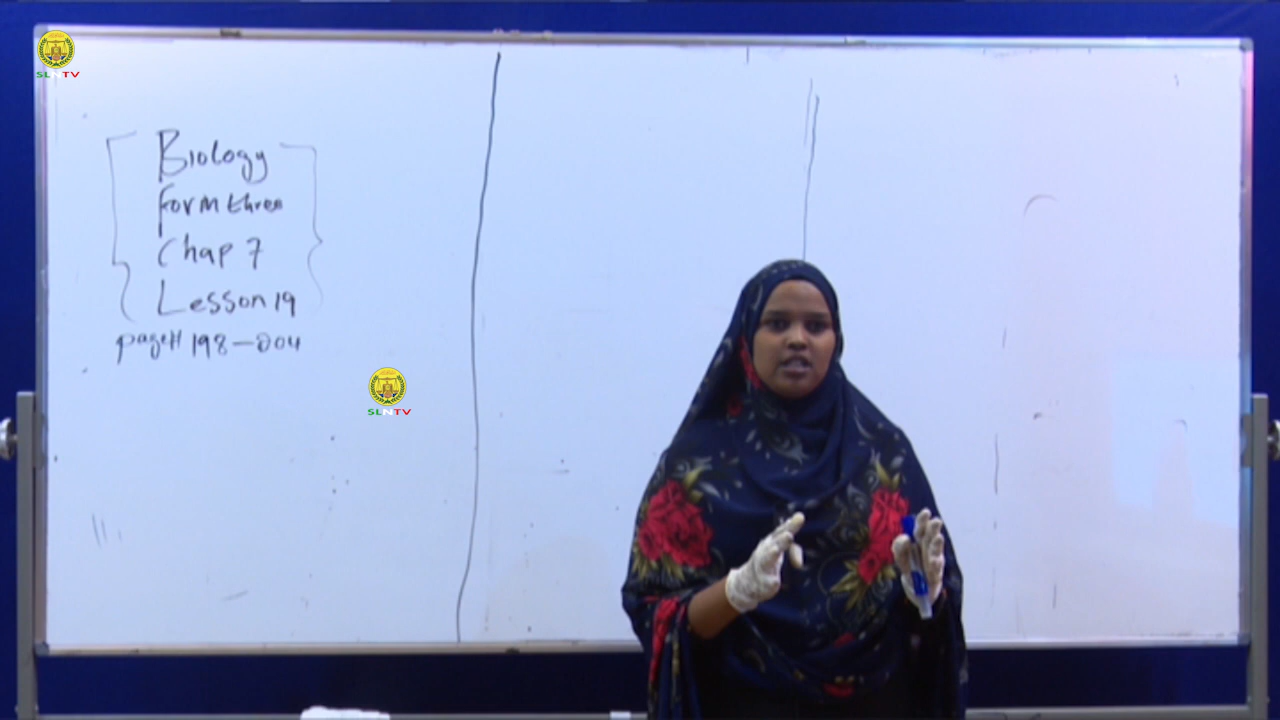 SLNTV
Biology
form three
Chap 7
Lesson 19
page# 198-204
SLNTV